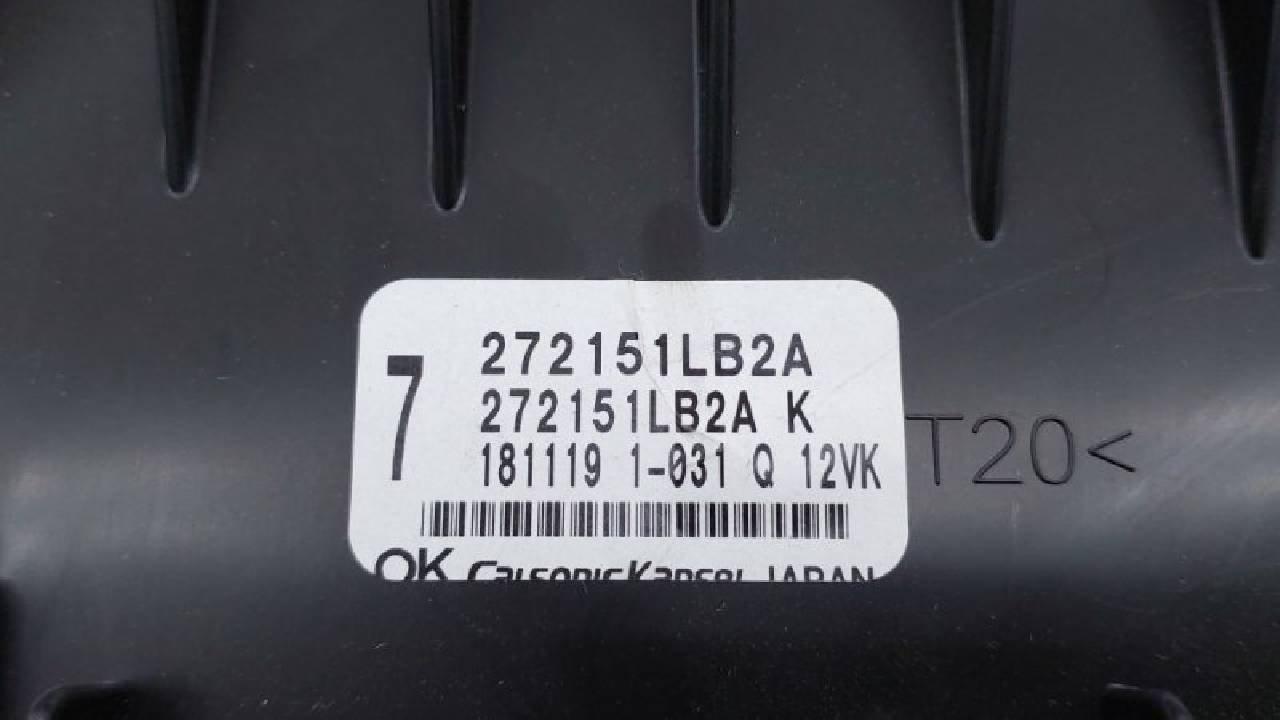 272151LB2A
7
272151LB2A K
181119 1-031 Q 12VK
T20<
OK CalsonicKansei JAPAN